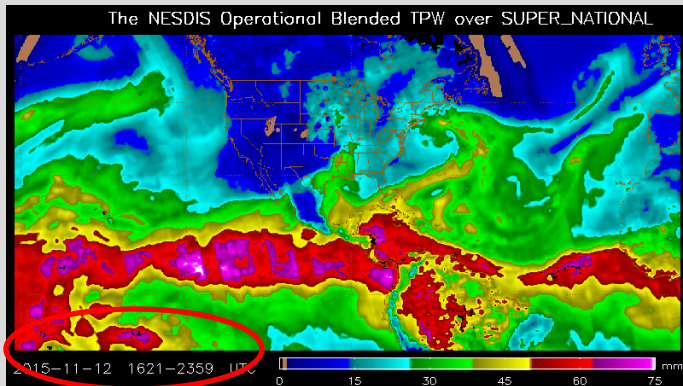 The NESDIS Operational Blended TPW over SUPER_NATIONAL
2015-11-12 1621-2359 UTC
mm
0 15 30 45 60 75